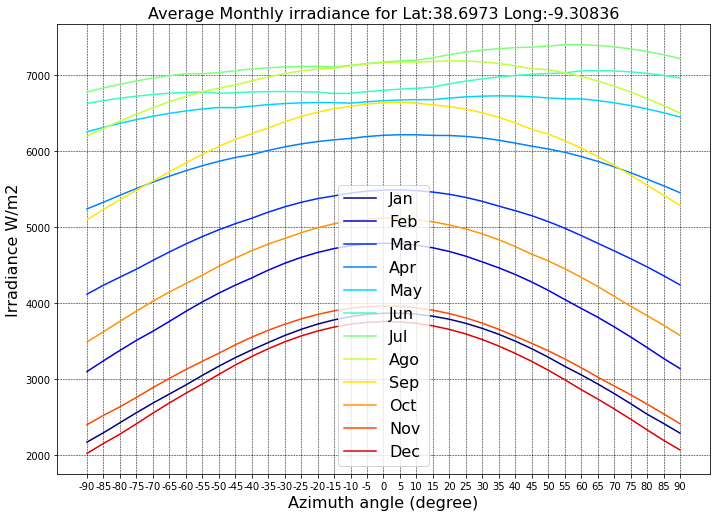 Average Monthly irradiance for Lat:38.6973 Long:-9.30836
Irradiance W/m2
7000
6000
5000
4000
3000
2000
Jan
Feb
Mar
Apr
May
Jun
Jul
Ago
Sep
Oct
Nov
Dec
-90 -85 -80 -75 -70 -65 -60 -55 -50 -45 -40 -35 -30 -25 -20 -15 -10 -5 0 5 10 15 20 25 30 35 40 45 50 55 60 65 70 75 80 85 90
Azimuth angle (degree)